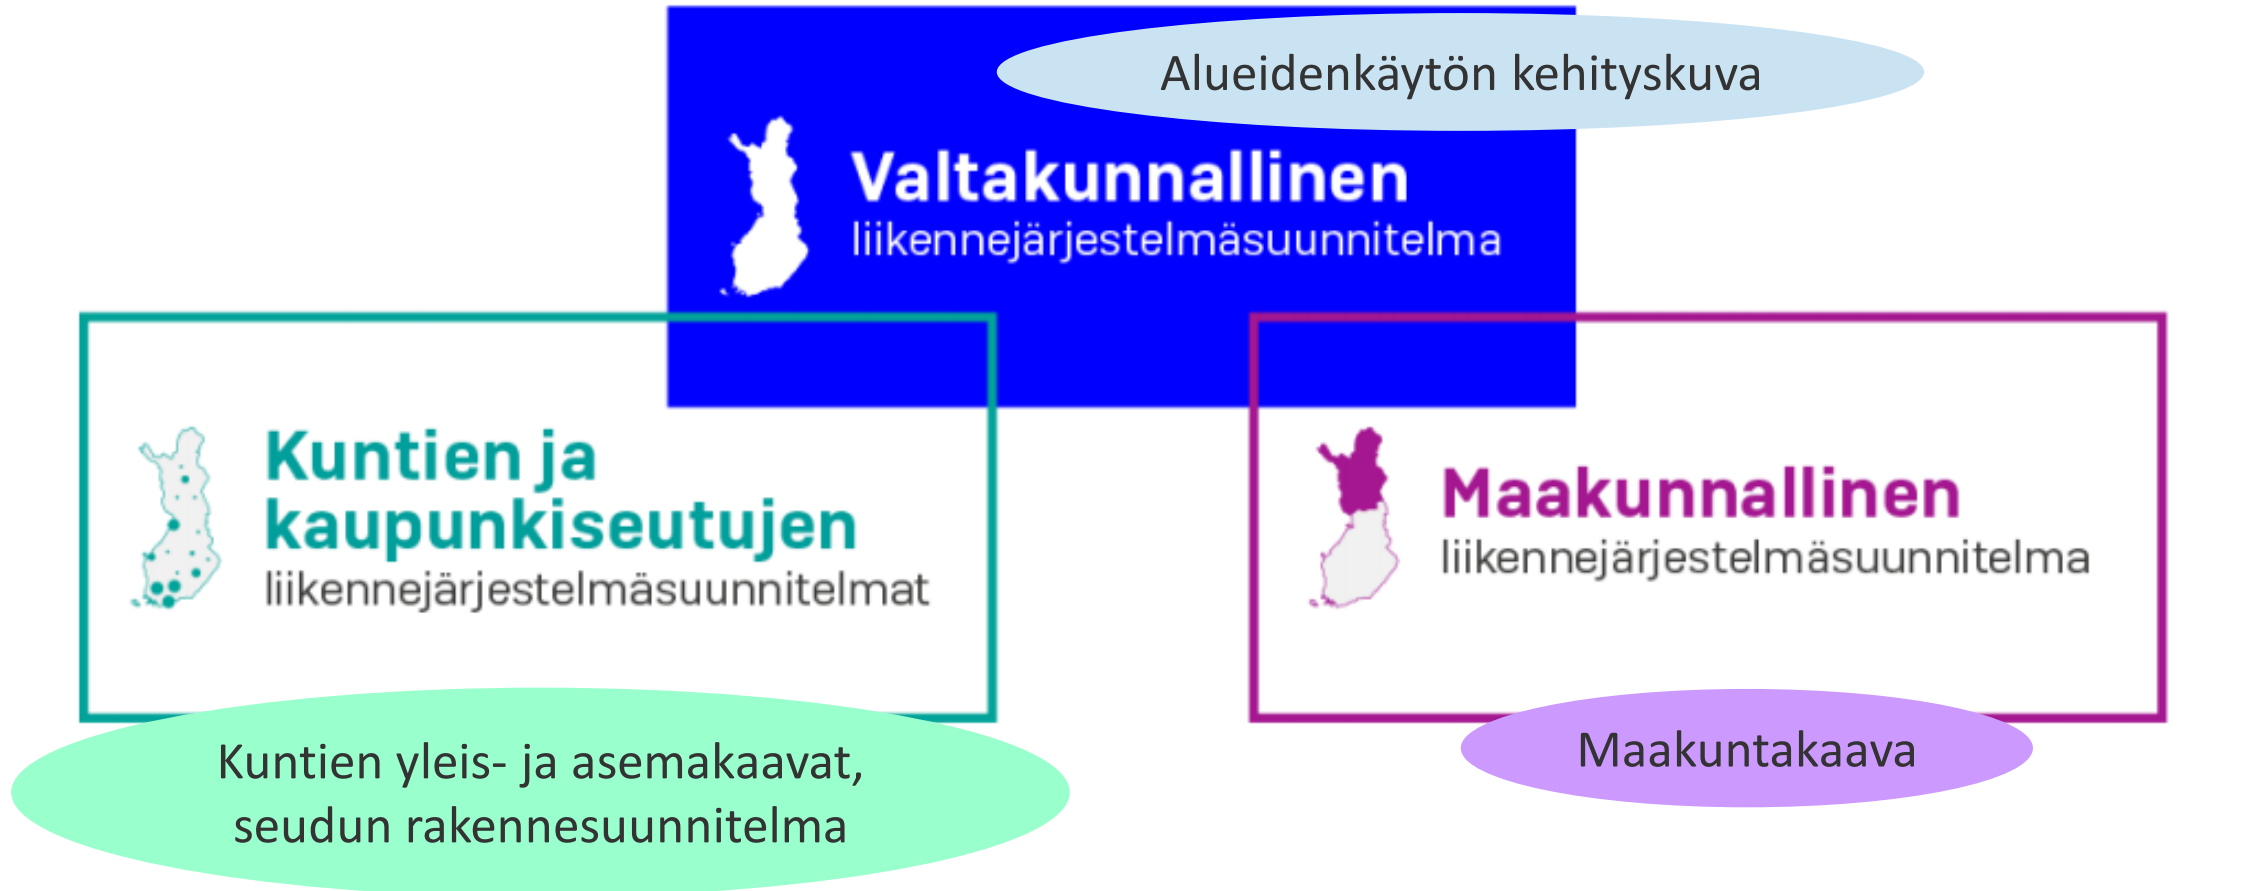 Alueidenkäytön kehityskuva
Valtakunnallinen
liikennejärjestelmäsuunnitelma
Kuntien ja
kaupunkiseutujen
liikennejärjestelmäsuunnitelmat
Maakunnallinen
liikennejärjestelmäsuunnitelma
Kuntien yleis- ja asemakaavat,
seudun rakennesuunnitelma
Maakuntakaava